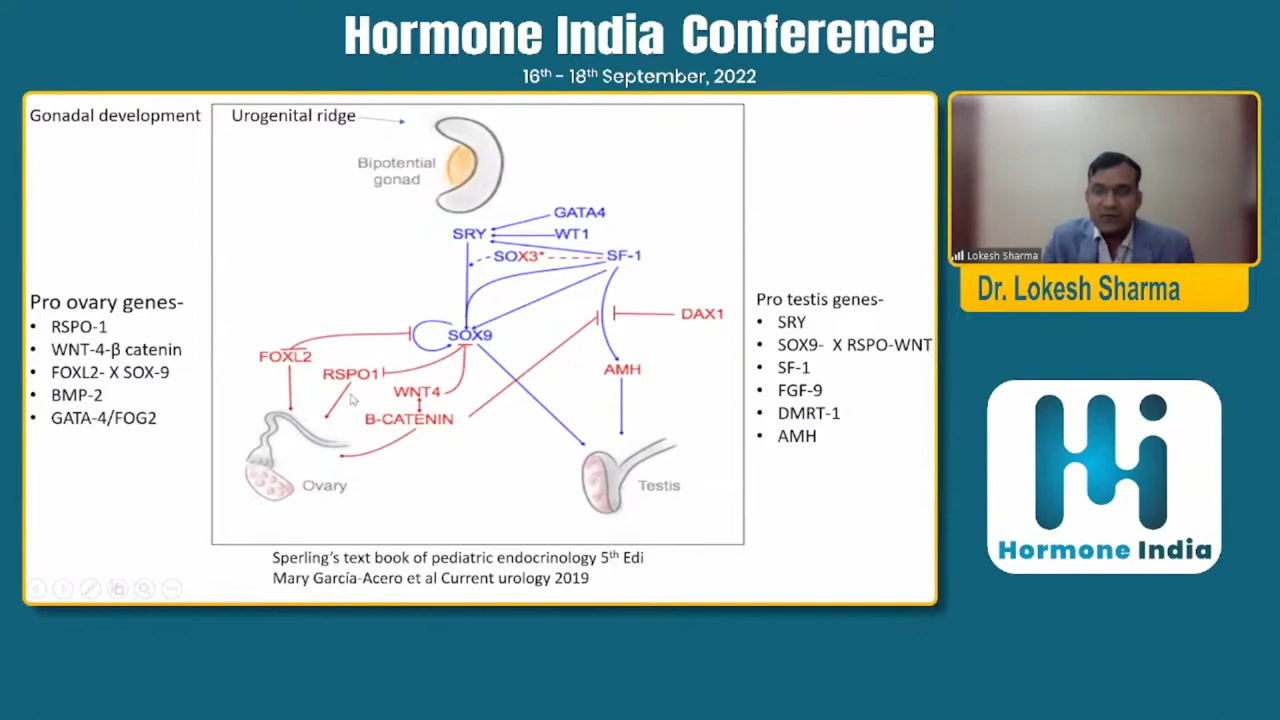 Hormone India Conference
16th - 18th September, 2022
Gonadal development
Urogenital ridge
Bipotential
gonad
GATA4
SRY
WT1
SOX3*
SF-1
DAX1
SOX9
FOXL2
RSPO1
WNT4
B-CATENIN
AMH
Ovary
Testis
Pro ovary genes-
• RSPO-1
• WNT-4-β catenin
• FOXL2- X SOX-9
• BMP-2
• GATA-4/FOG2
Pro testis genes-
• SRY
• SOX9- X RSPO-WNT
• SF-1
• FGF-9
• DMRT-1
• AMH
Sperling's text book of pediatric endocrinology 5th Edi
Mary García-Acero et al Current urology 2019
Lokesh Sharma
Dr. Lokesh Sharma
Hormone India